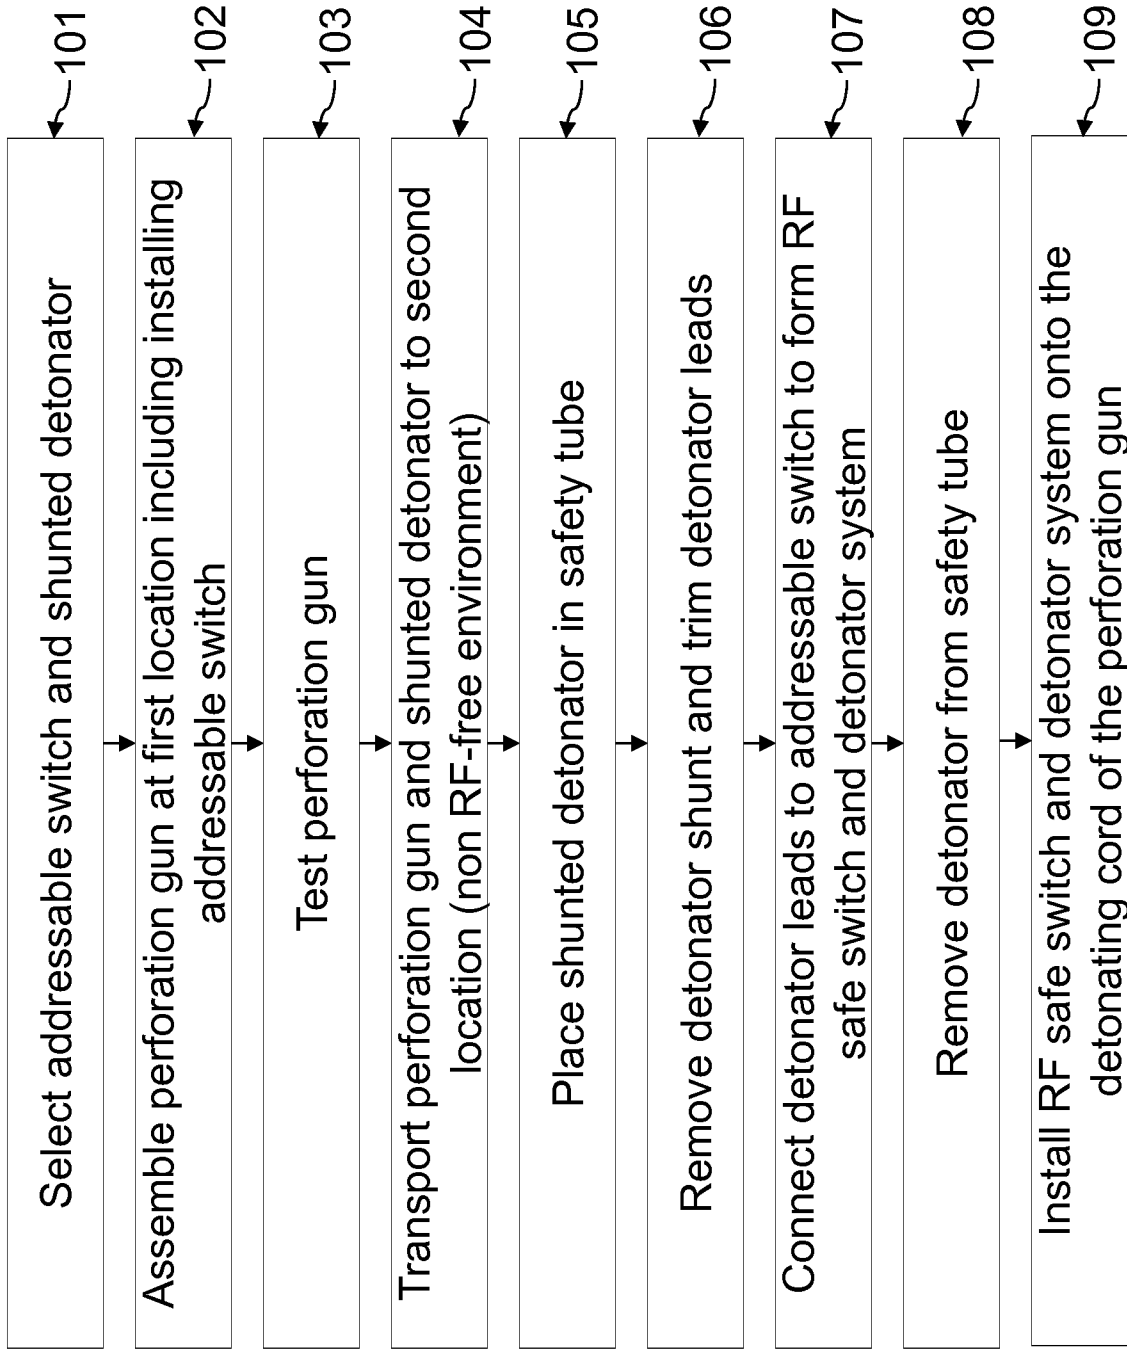 Select addressable switch and shunted detonator
101
Assemble perforation gun at first location including installing
addressable switch
102
Test perforation gun
103
Transport perforation gun and shunted detonator to second
location (non RF-free environment)
104
Place shunted detonator in safety tube
105
Remove detonator shunt and trim detonator leads
106
Connect detonator leads to addressable switch to form RF
safe switch and detonator system
107
Remove detonator from safety tube
108
Install RF safe switch and detonator system onto the
detonating cord of the perforation gun
109